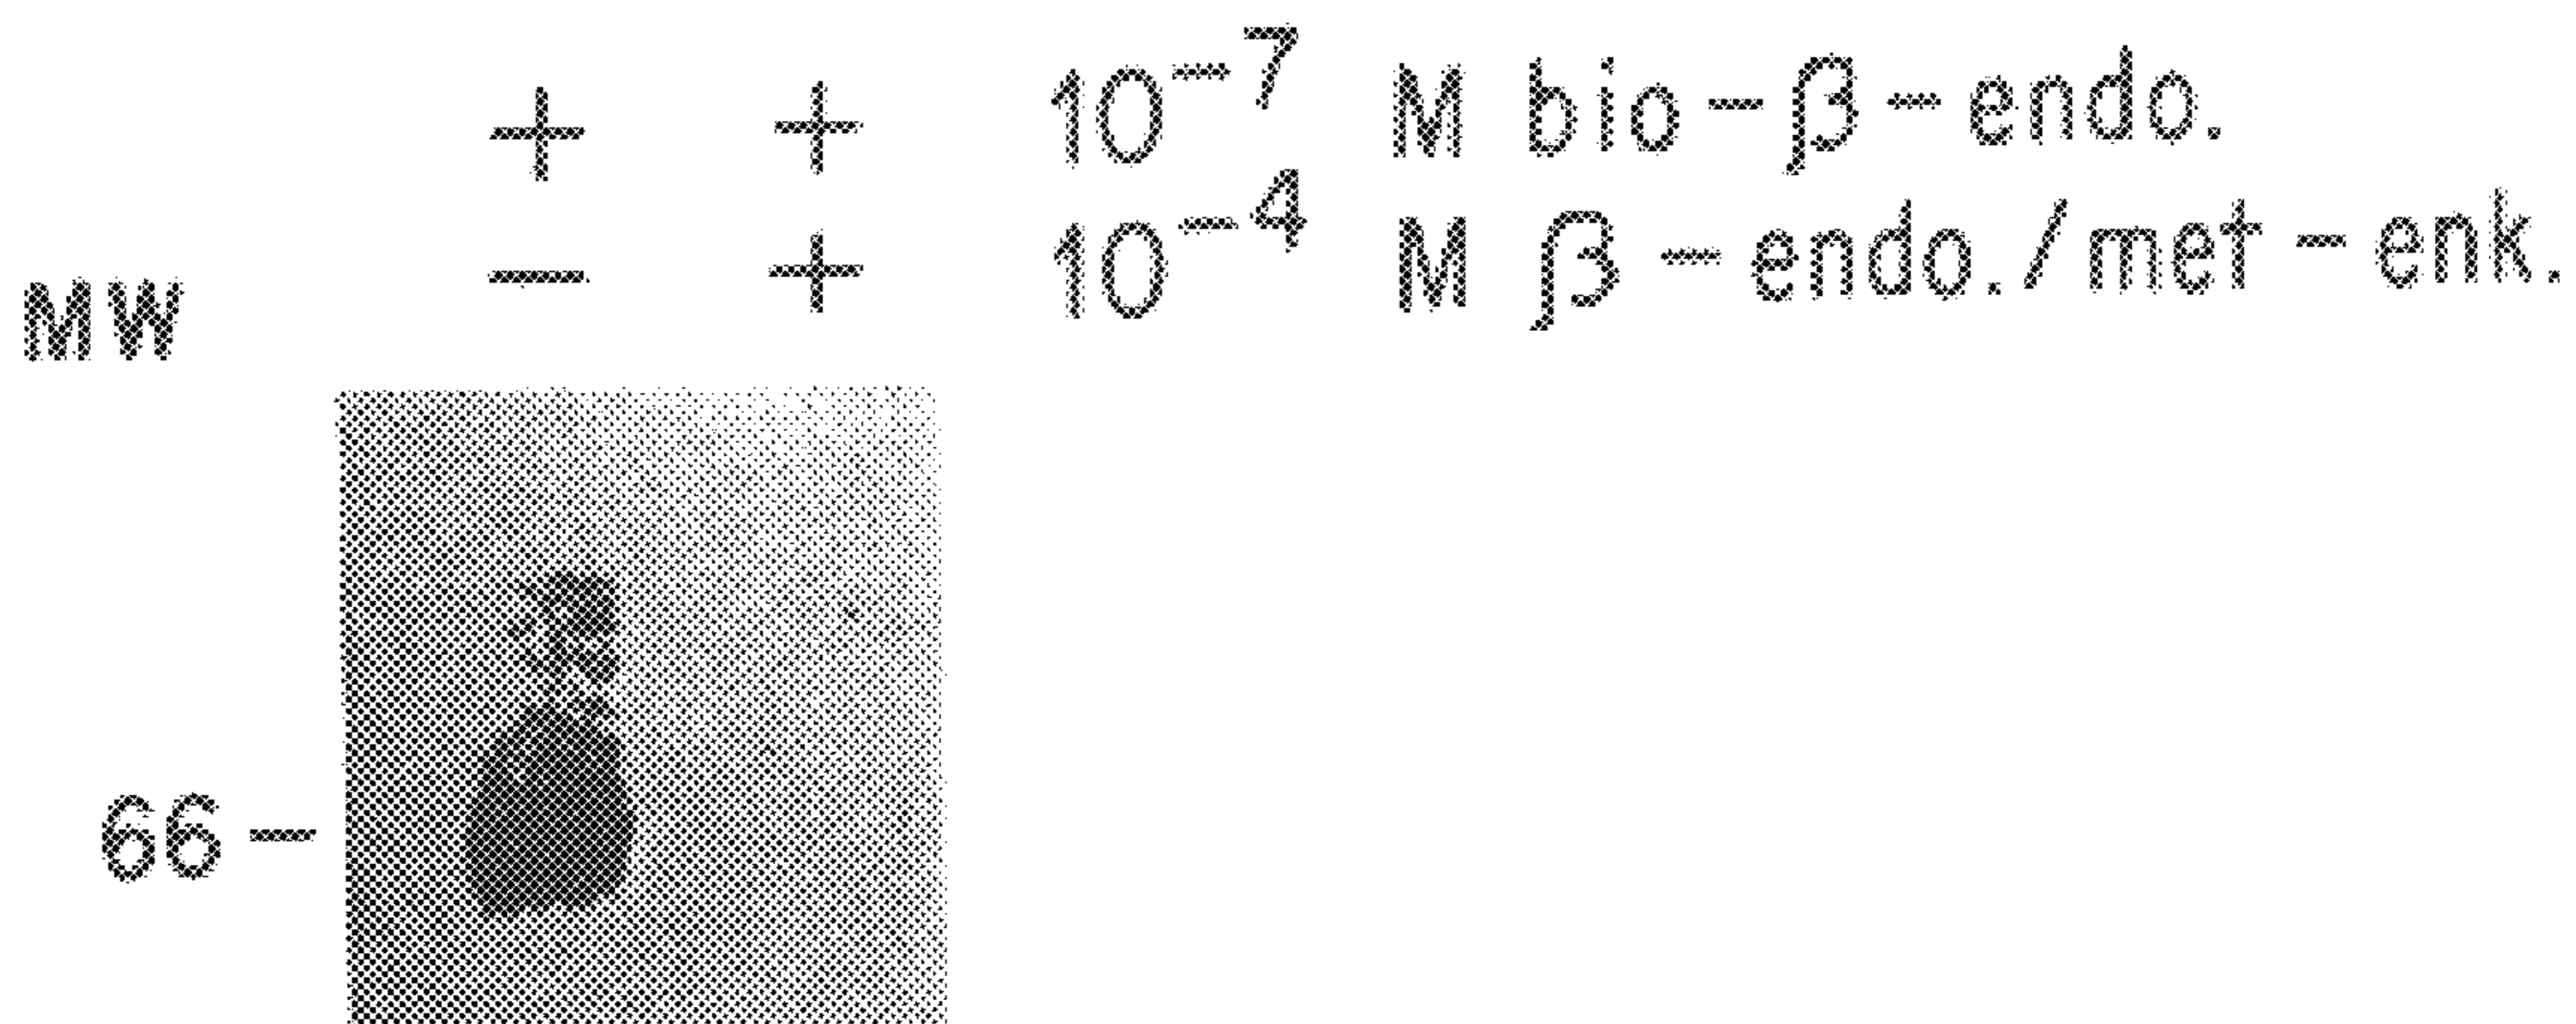 + + 10⁻⁷ M bio-β-endo.
- + 10⁻⁴ M β-endo./met-enk.
MW
66-